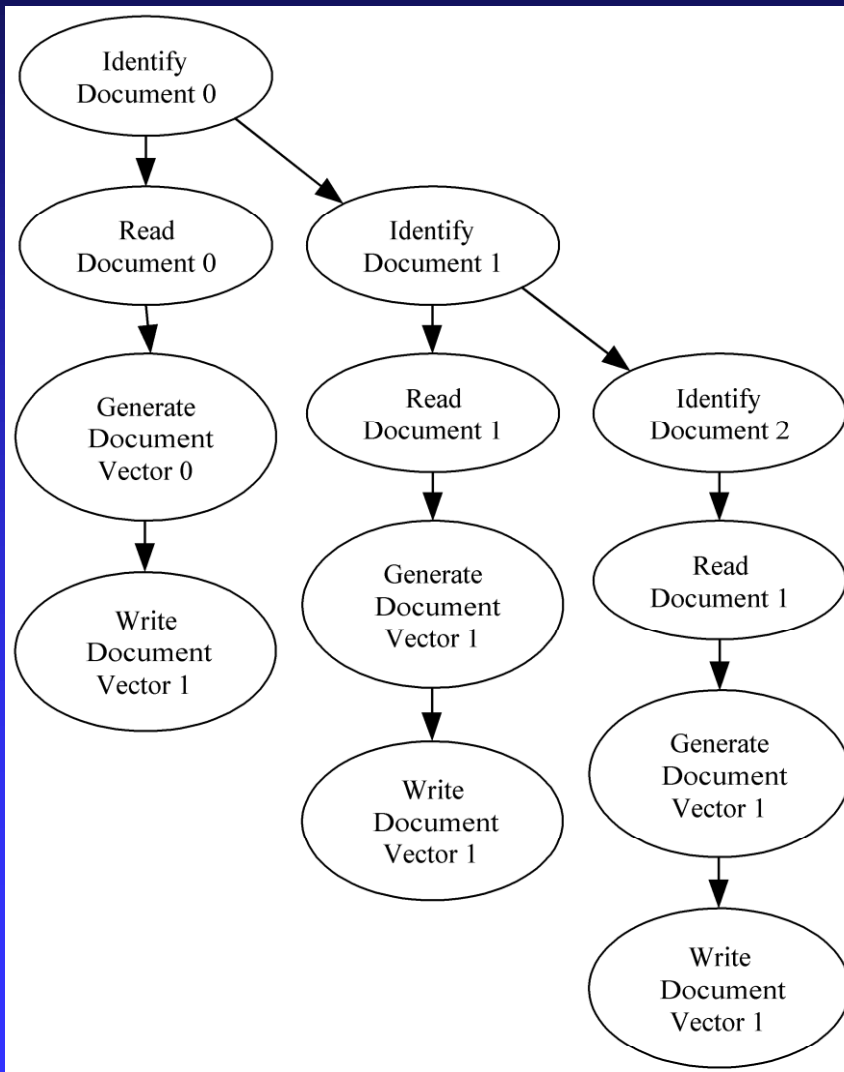 Identify
Document 0
Read
Document 0
Identify
Document 1
Generate
Document
Vector 0
Read
Document 1
Identify
Document 2
Write
Document
Vector 1
Generate
Document
Vector 1
Read
Document 1
Write
Document
Vector 1
Generate
Document
Vector 1
Write
Document
Vector 1